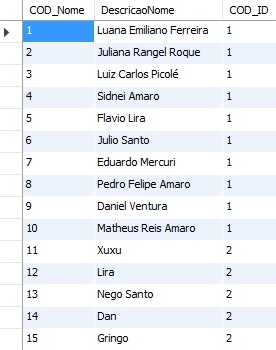 COD_Nome DescricaoNome COD_ID
1 Luana Emiliano Ferreira 1
2 Juliana Rangel Roque 1
3 Luiz Carlos Picolé 1
4 Sidnei Amaro 1
5 Flavio Lira 1
6 Julio Santo 1
7 Eduardo Mercuri 1
8 Pedro Felipe Amaro 1
9 Daniel Ventura 1
10 Matheus Reis Amaro 1
11 Xuxu 2
12 Lira 2
13 Nego Santo 2
14 Dan 2
15 Gringo 2